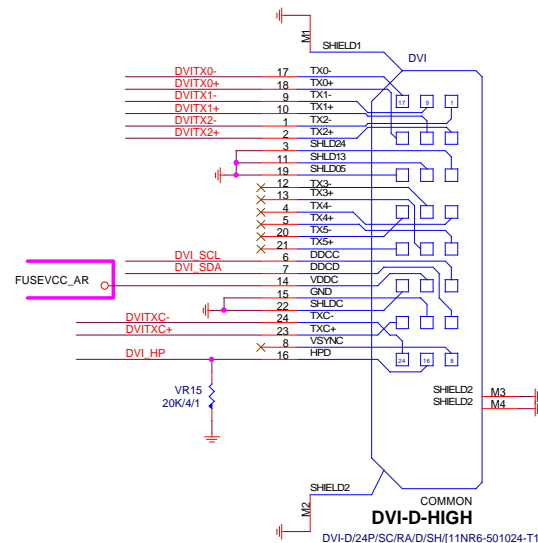 M1
SHIELD1
DVI
DVITX0- 17 TX0-
DVITX0+ 18 TX0+
DVITX1- 9 TX1-
DVITX1+ 10 TX1+
DVITX2- 1 TX2-
DVITX2+ 2 TX2+
3 SHLD24
11 SHLD13
19 SHLD05
12 TX3-
13 TX3+
4 TX4-
5 TX4+
20 TX5-
21 TX5+
DVI_SCL 6 DDCC
DVI_SDA 7 DDCD
FUSEVCC_AR 14 VDDC
15 GND
22 SHLDC
DVITXC- 24 TXC-
DVITXC+ 23 TXC+
8 VSYNC
DVI_HP 16 HPD
17 9 1
24 16 8
VR15
20K/4/1
SHIELD2 M3
SHIELD2 M4
SHIELD2
M2
COMMON
DVI-D-HIGH
DVI-D/24P/SC/RA/D/SH/[11NR6-501024-T1